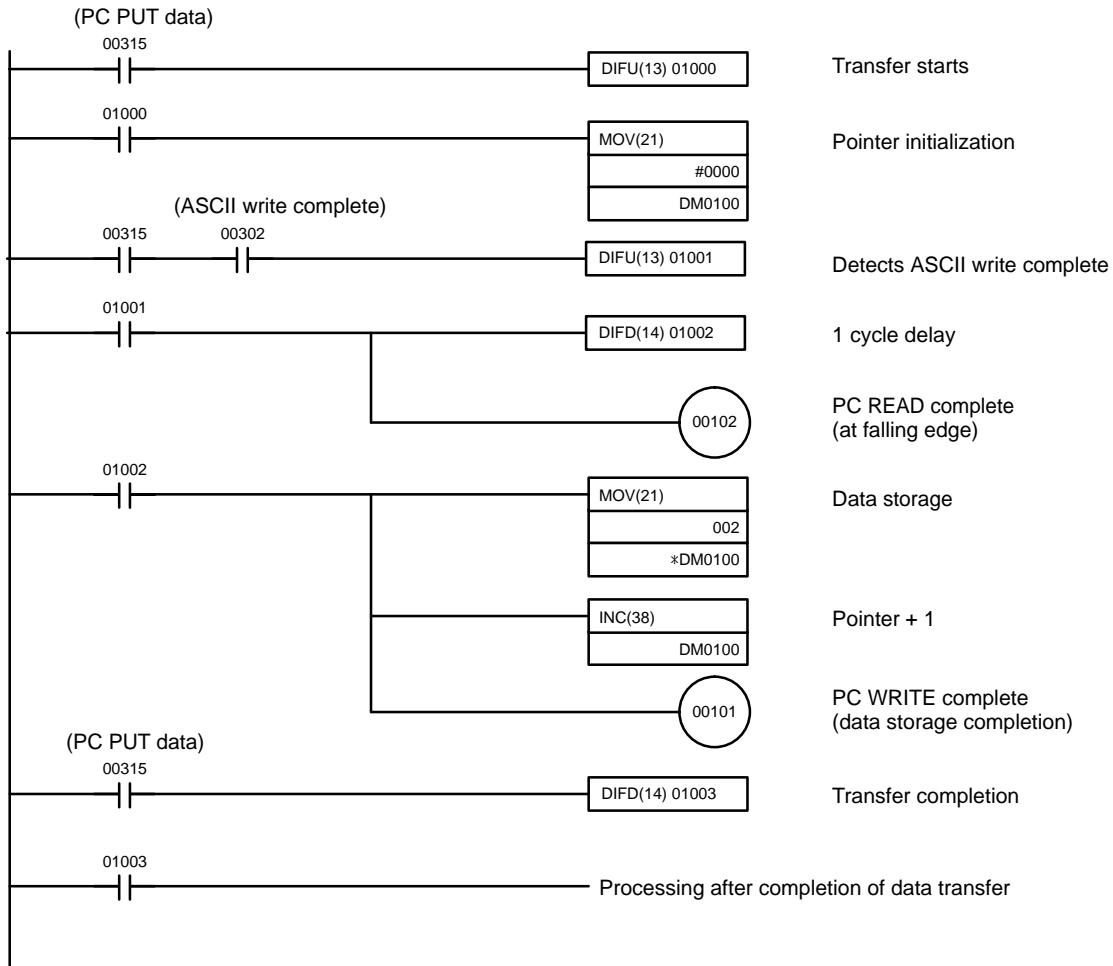 (PC PUT data)
00315
DIFU(13) 01000
Transfer starts
01000
MOV(21)
#0000
DM0100
Pointer initialization
(ASCII write complete)
00315
00302
DIFU(13) 01001
Detects ASCII write complete
01001
DIFD(14) 01002
1 cycle delay
00102
PC READ complete
(at falling edge)
01002
MOV(21)
002
*DM0100
Data storage
INC(38)
DM0100
Pointer + 1
00101
PC WRITE complete
(data storage completion)
(PC PUT data)
00315
DIFD(14) 01003
Transfer completion
01003
Processing after completion of data transfer